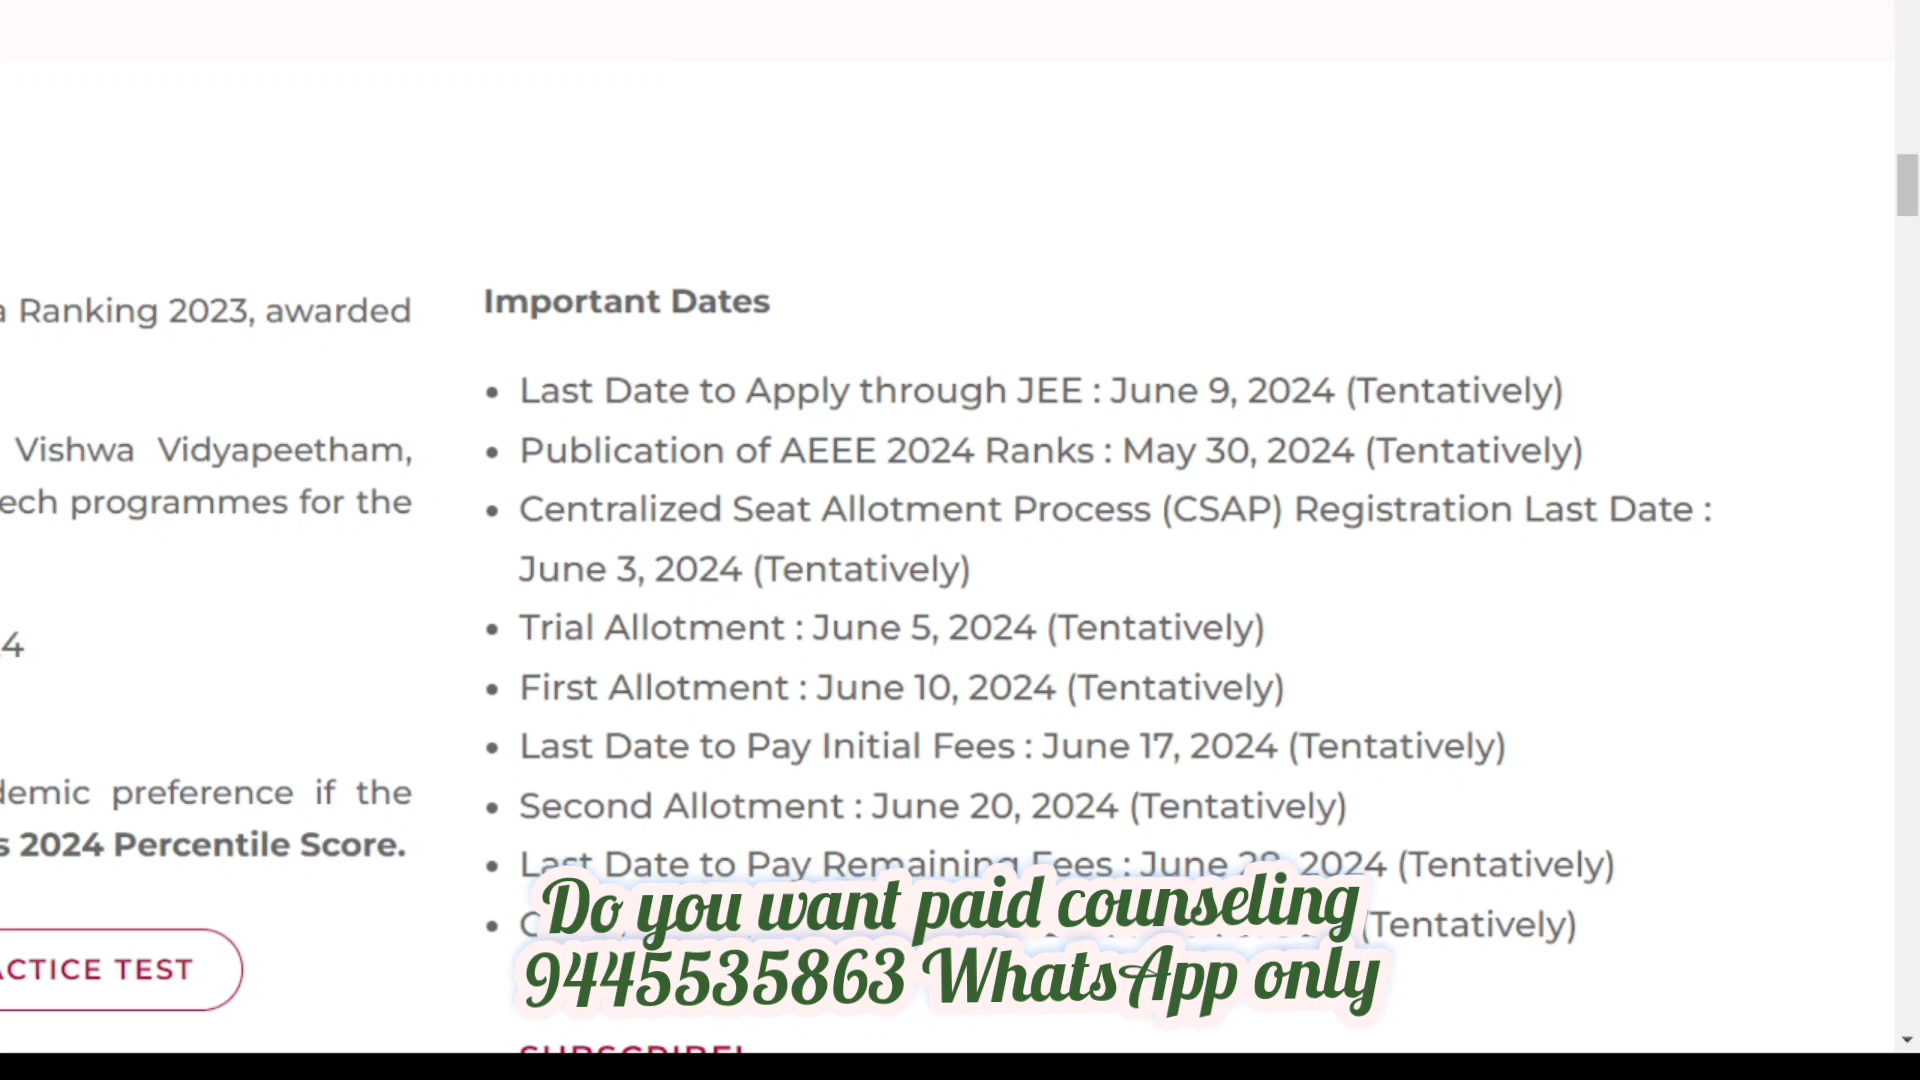 a Ranking 2023, awarded
Vishwa Vidyapeetham,
ech programmes for the
4
demic preference if the
s 2024 Percentile Score.
ACTICE TEST
Important Dates
• Last Date to Apply through JEE : June 9, 2024 (Tentatively)
• Publication of AEEE 2024 Ranks : May 30, 2024 (Tentatively)
• Centralized Seat Allotment Process (CSAP) Registration Last Date :
June 3, 2024 (Tentatively)
• Trial Allotment : June 5, 2024 (Tentatively)
• First Allotment : June 10, 2024 (Tentatively)
• Last Date to Pay Initial Fees : June 17, 2024 (Tentatively)
• Second Allotment : June 20, 2024 (Tentatively)
• Last Date to Pay Remaining Fees : June 2024 (Tentatively)
• (Tentatively)
Do you want paid counseling
9445535863 WhatsApp only
SUBSCRIBE!